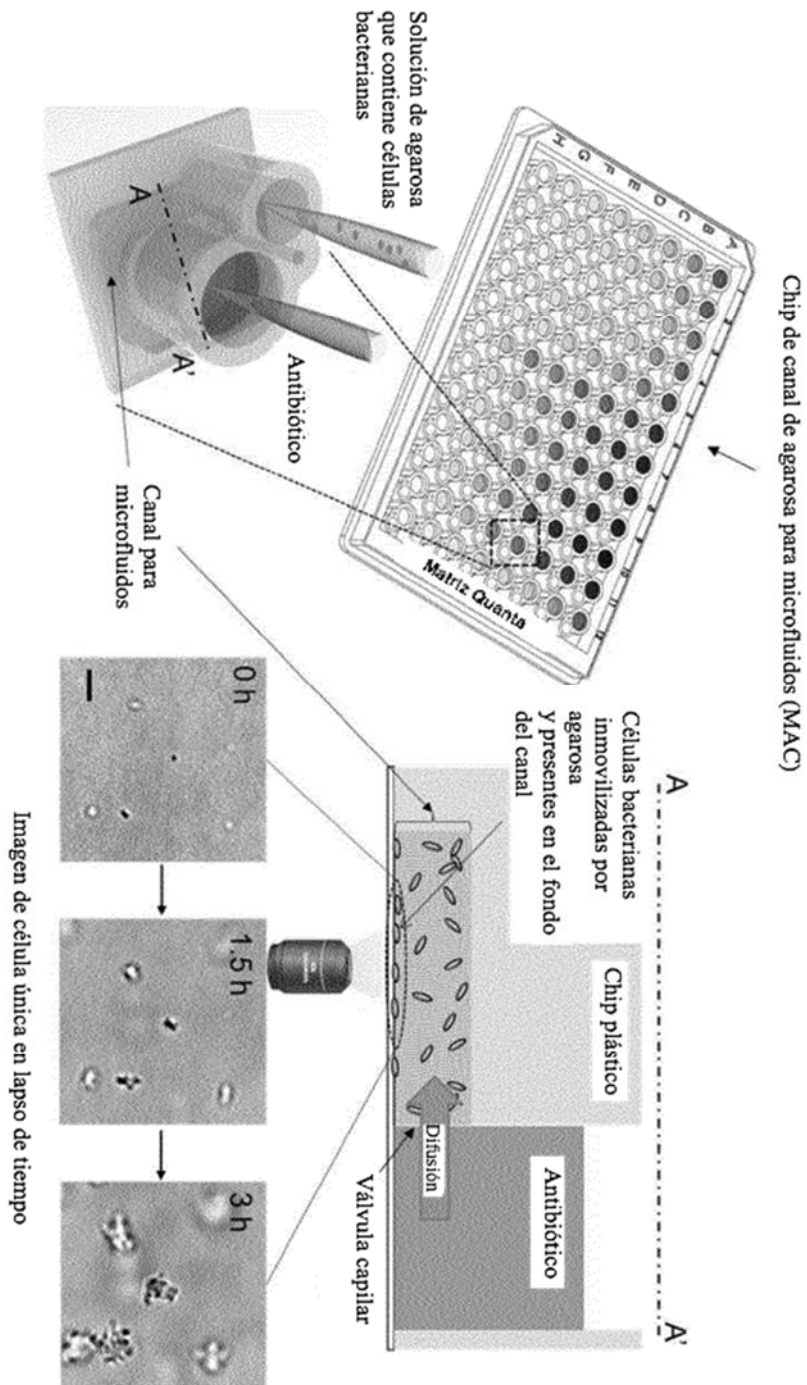 Chip de canal de agarosa para microfluidos (MAC)
A B C D E F G H
Matriz Quanta
Solución de agarosa
que contiene células
bacterianas
Antibiótico
A
A'
Canal para
microfluidos
A
A'
Células bacterianas
inmovilizadas por
agarosa
y presentes en el fondo
del canal
Chip plástico
Antibiótico
Difusión
Válvula capilar
0 h
1.5 h
3 h
Imagen de célula única en lapso de tiempo